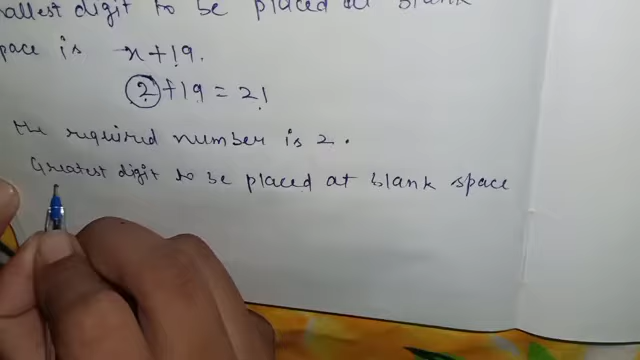 smallest digit to be placed at blank
space is x+19.
2+19=21
the required number is 2.
Greatest digit to be placed at blank space